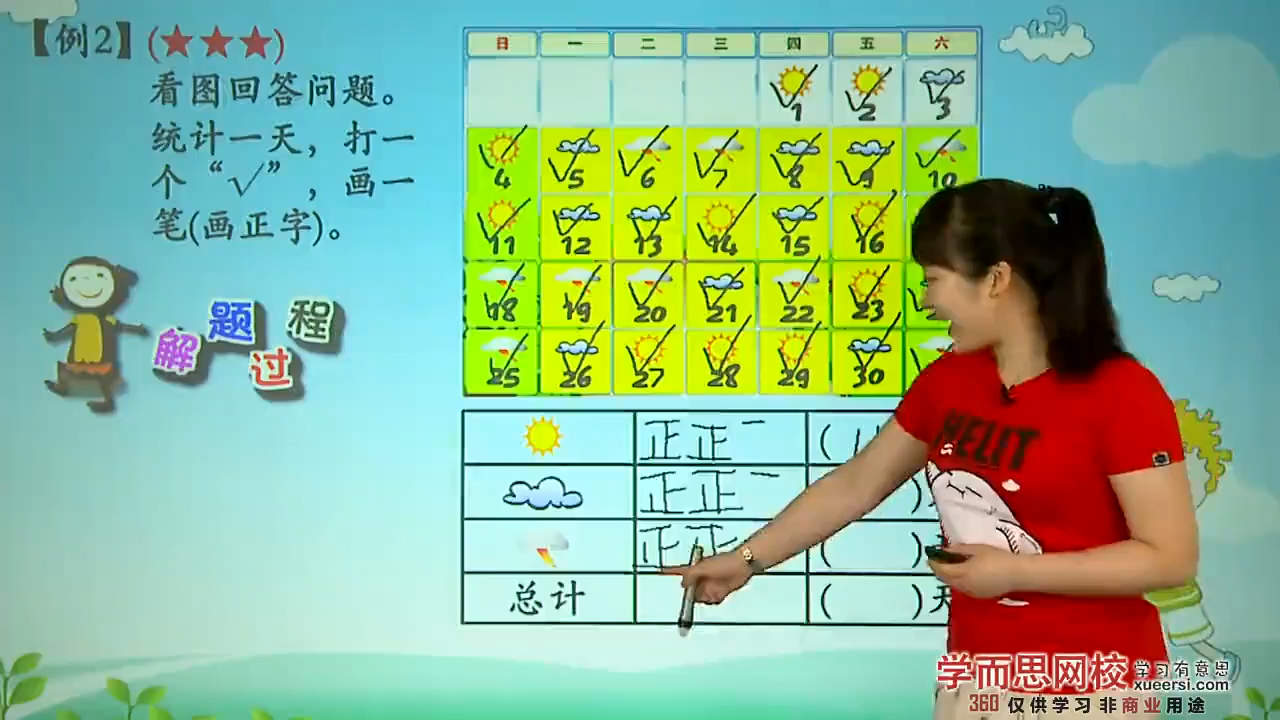 【例2】(★★★)
看图回答问题。
统计一天，打一
个“√”，画一
笔(画正字)。
解题过程
日 一 二 三 四 五 六
1 2 3
4 5 6 7 8 9 10
11 12 13 14 15 16
18 19 20 21 22 23
25 26 27 28 29 30
正正一 ( 11
正正一 )
正正 ( )
总计 ( )天
HELIT
学而思网校 学习有意思
xueersi.com
360 仅供学习 非商业用途